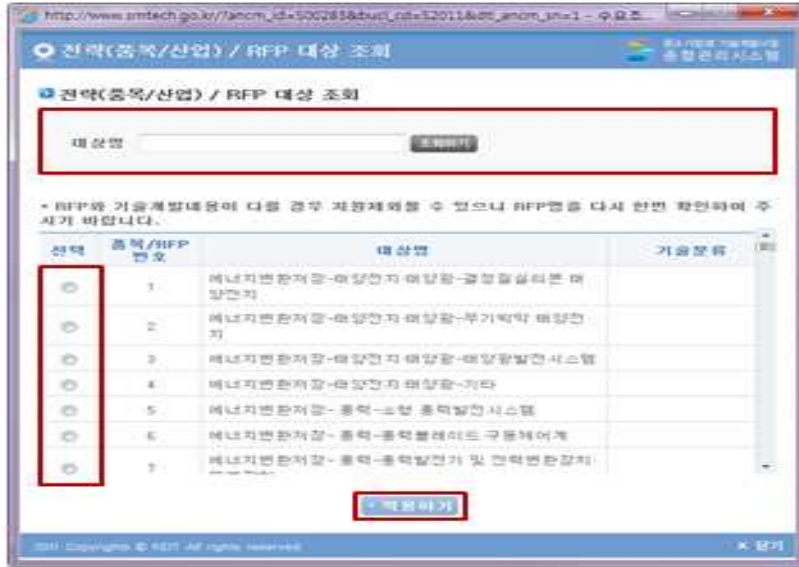 전략(품목/산업) / RFP 대상 조회
종합관리시스템
전략(품목/산업) / RFP 대상 조회
대상명
조회하기
* RFP와 기술개발내용이 다를 경우 지원제외될 수 있으니 RFP명을 다시 한번 확인하여 주
시기 바랍니다.
선택 품목/RFP 번호 대상명 기술분류
1 에너지변환저장-태양전지·태양광-결정질실리콘 태
양전지
2 에너지변환저장-태양전지·태양광-무기박막 태양전
지
3 에너지변환저장-태양전지·태양광-태양광발전시스템
4 에너지변환저장-태양전지·태양광-기타
5 에너지변환저장- 풍력-소형 풍력발전시스템
6 에너지변환저장- 풍력-풍력블레이드·구동제어계
7 에너지변환저장- 풍력-풍력발전기 및 전력변환장치·
적용하기
All rights reserved
× 닫기